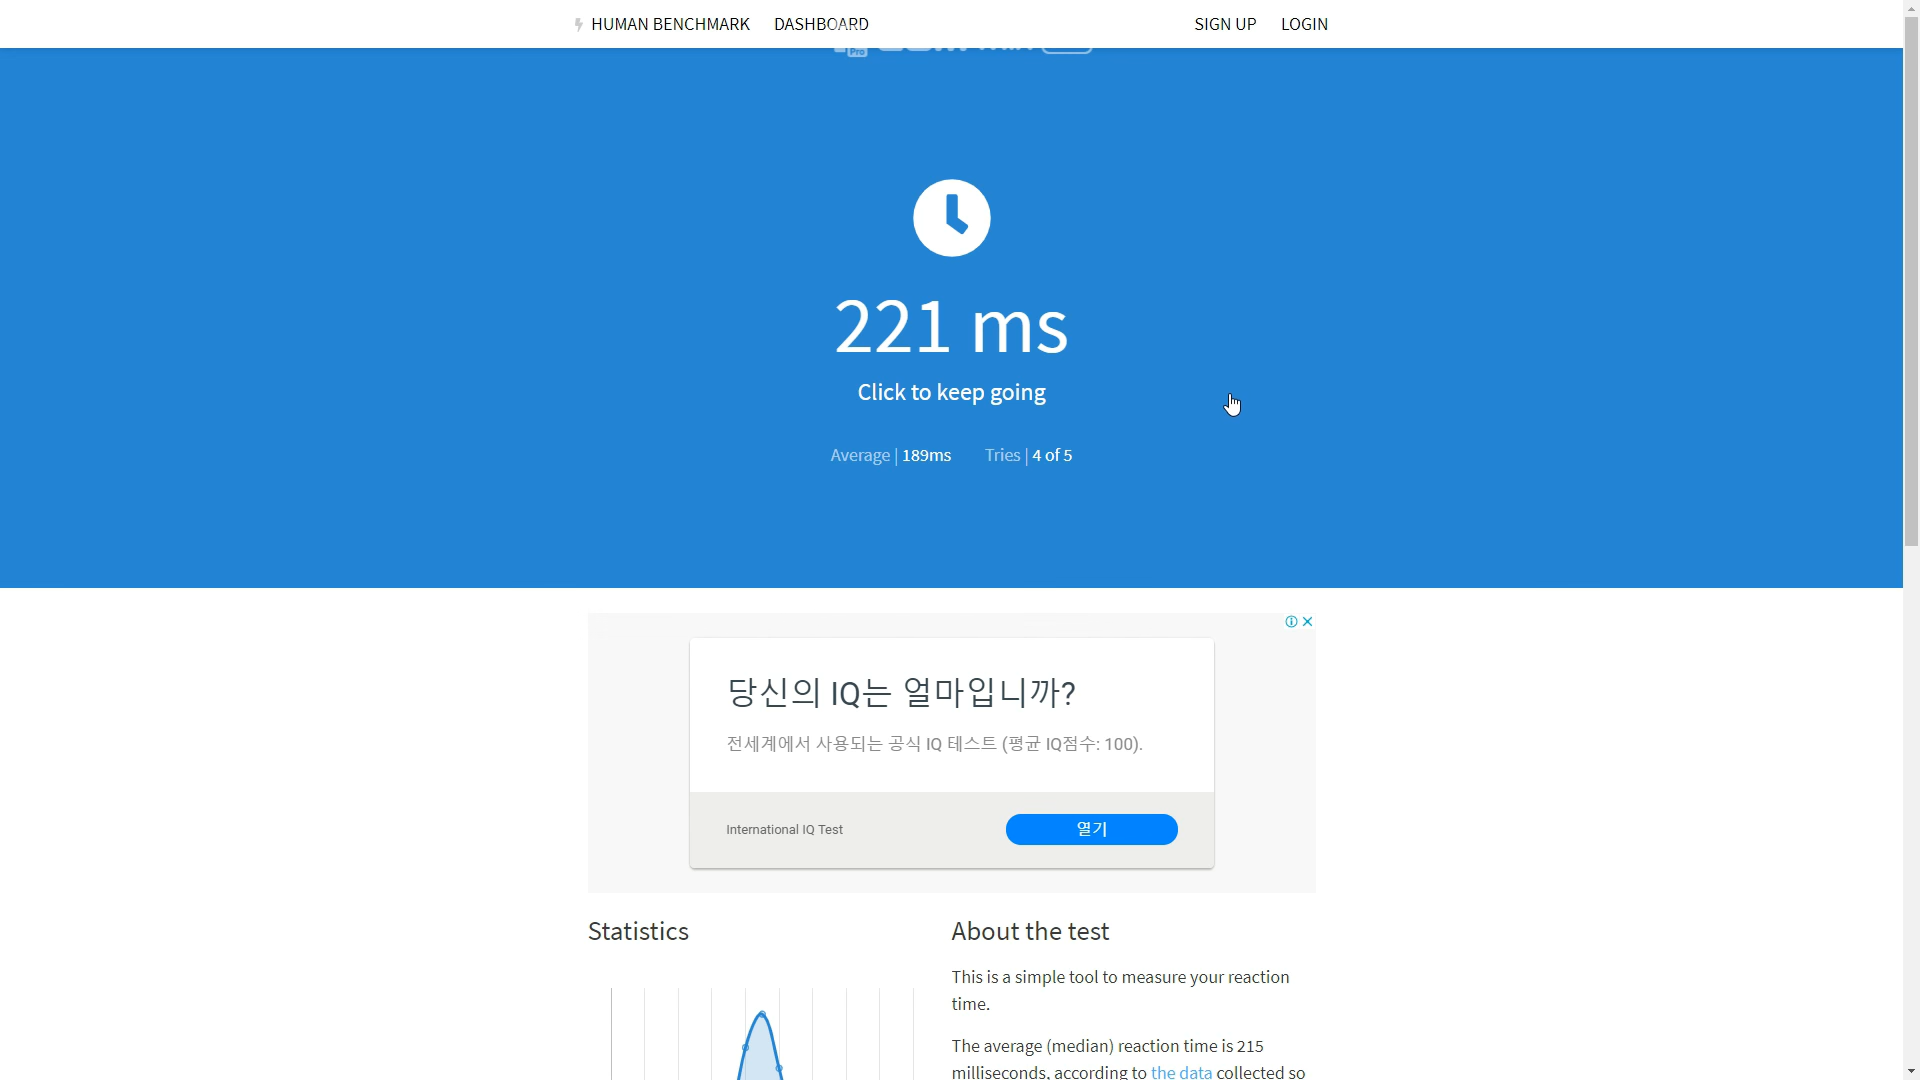 HUMAN BENCHMARK DASHBOARD SIGN UP LOGIN
Pro
221 ms
Click to keep going
Average | 189ms Tries | 4 of 5
당신의 IQ는 얼마입니까?
전세계에서 사용되는 공식 IQ 테스트 (평균 IQ점수: 100).
International IQ Test
열기
Statistics
About the test
This is a simple tool to measure your reaction
time.
The average (median) reaction time is 215
milliseconds, according to the data collected so